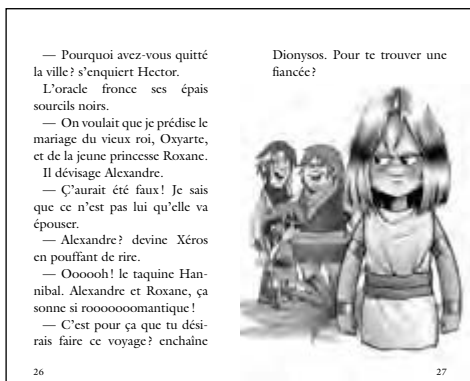 — Pourquoi avez-vous quitté
la ville ? s’enquiert Hector.
L’oracle fronce ses épais
sourcils noirs.
— On voulait que je prédise le
mariage du vieux roi, Oxyarte,
et de la jeune princesse Roxane.
Il dévisage Alexandre.
— Ç’aurait été faux ! Je sais
que ce n’est pas lui qu’elle va
épouser.
— Alexandre ? devine Xéros
en pouffant de rire.
— Oooooh ! le taquine Han-
nibal. Alexandre et Roxane, ça
sonne si rooooooomantique !
— C’est pour ça que tu dési-
rais faire ce voyage ? enchaîne
26
Dionysos. Pour te trouver une
fiancée ?
27